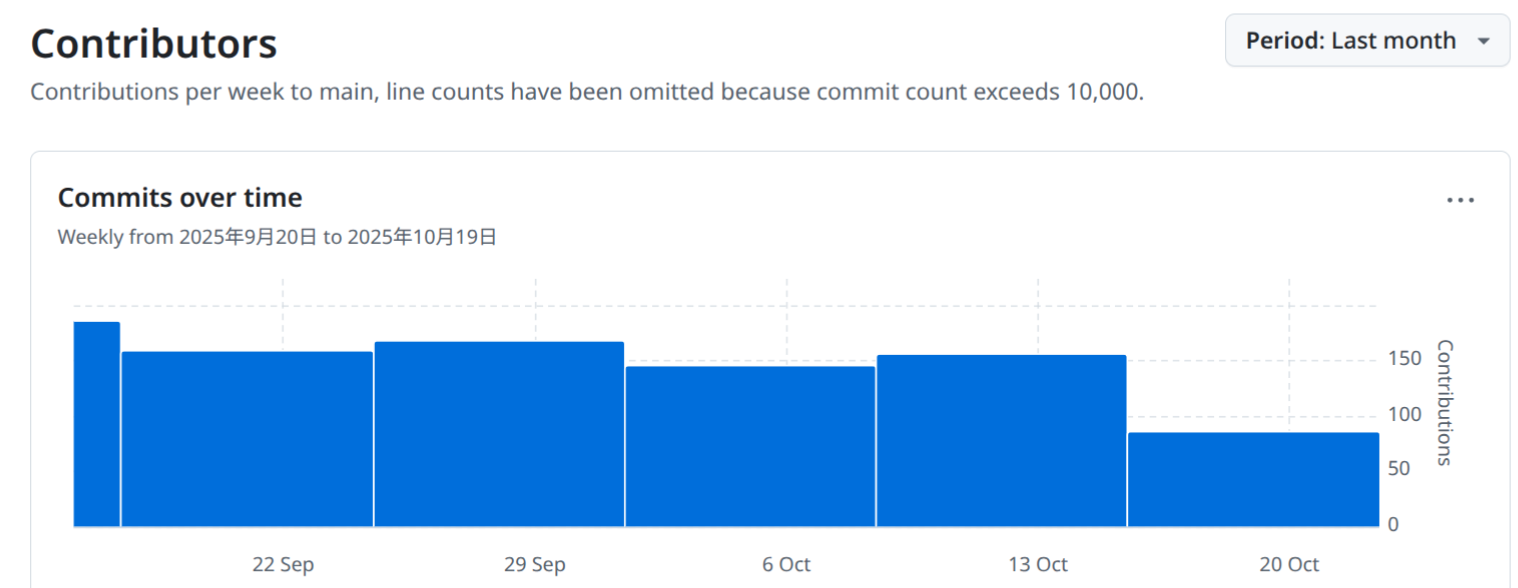 Contributors
Period: Last month
Contributions per week to main, line counts have been omitted because commit count exceeds 10,000.
Commits over time
Weekly from 2025年9月20日 to 2025年10月19日
150
100
50
0
Contributions
22 Sep
29 Sep
6 Oct
13 Oct
20 Oct